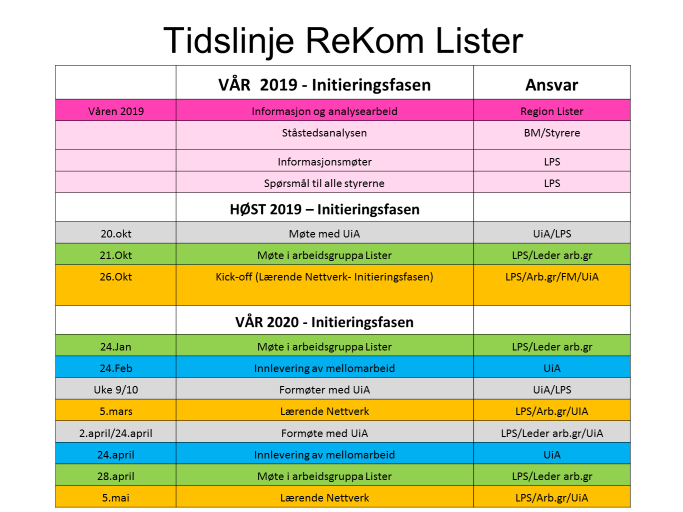 Tidslinje ReKom Lister
VÅR  2019 - Initieringsfasen Ansvar
Våren 2019 Informasjon og analysearbeid Region Lister
Ståstedsanalysen BM/Styrere
Informasjonsmøter LPS
Spørsmål til alle styrerne LPS
HØST 2019 – Initieringsfasen
20.okt Møte med UiA UiA/LPS
21.Okt Møte i arbeidsgruppa Lister LPS/Leder arb.gr
26.Okt Kick-off (Lærende Nettverk- Initieringsfasen) LPS/Arb.gr/FM/UiA
VÅR 2020 - Initieringsfasen
24.Jan Møte i arbeidsgruppa Lister LPS/Leder arb.gr
24.Feb Innlevering av mellomarbeid UiA
Uke 9/10 Formøter med UiA UiA/LPS
5.mars Lærende Nettverk LPS/Arb.gr/UIA
2.april/24.april Formøte med UiA LPS/Leder arb.gr/UiA
24.april Innlevering av mellomarbeid UiA
28.april Møte i arbeidsgruppa Lister LPS/Leder arb.gr
5.mai Lærende Nettverk LPS/Arb.gr/UiA